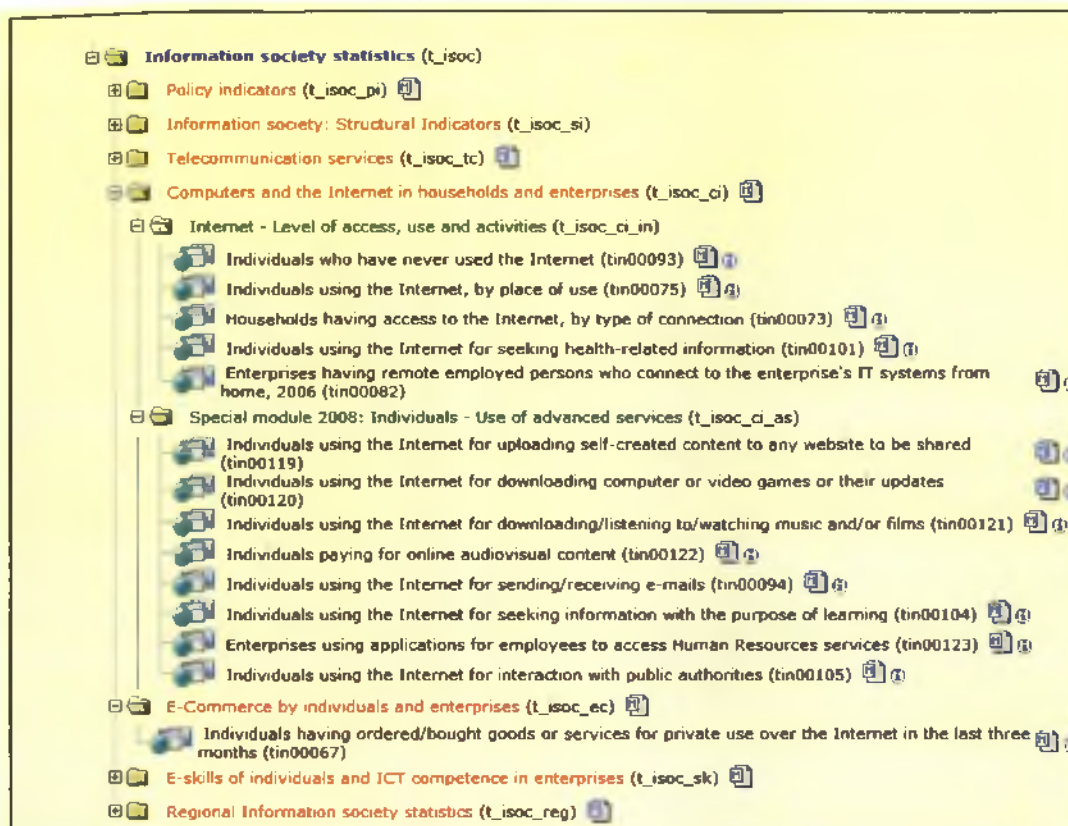 Information society statistics (t_isoc)
Policy indicators (t_isoc_pi)
Information society: Structural Indicators (t_isoc_si)
Telecommunication services (t_isoc_tc)
Computers and the Internet in households and enterprises (t_isoc_ci)
Internet - Level of access, use and activities (t_isoc_ci_in)
Individuals who have never used the Internet (tin00093)
Individuals using the Internet, by place of use (tin00075)
Households having access to the Internet, by type of connection (tin00073)
Individuals using the Internet for seeking health-related information (tin00101)
Enterprises having remote employed persons who connect to the enterprise's IT systems from
home, 2006 (tin00082)
Special module 2008: Individuals - Use of advanced services (t_isoc_ci_as)
Individuals using the Internet for uploading self-created content to any website to be shared
(tin00119)
Individuals using the Internet for downloading computer or video games or their updates
(tin00120)
Individuals using the Internet for downloading/listening to/watching music and/or films (tin00121)
Individuals paying for online audiovisual content (tin00122)
Individuals using the Internet for sending/receiving e-mails (tin00094)
Individuals using the Internet for seeking information with the purpose of learning (tin00104)
Enterprises using applications for employees to access Human Resources services (tin00123)
Individuals using the Internet for interaction with public authorities (tin00105)
E-Commerce by individuals and enterprises (t_isoc_ec)
Individuals having ordered/bought goods or services for private use over the Internet in the last three
months (tin00067)
E-skills of individuals and ICT competence in enterprises (t_isoc_sk)
Regional Information society statistics (t_isoc_reg)